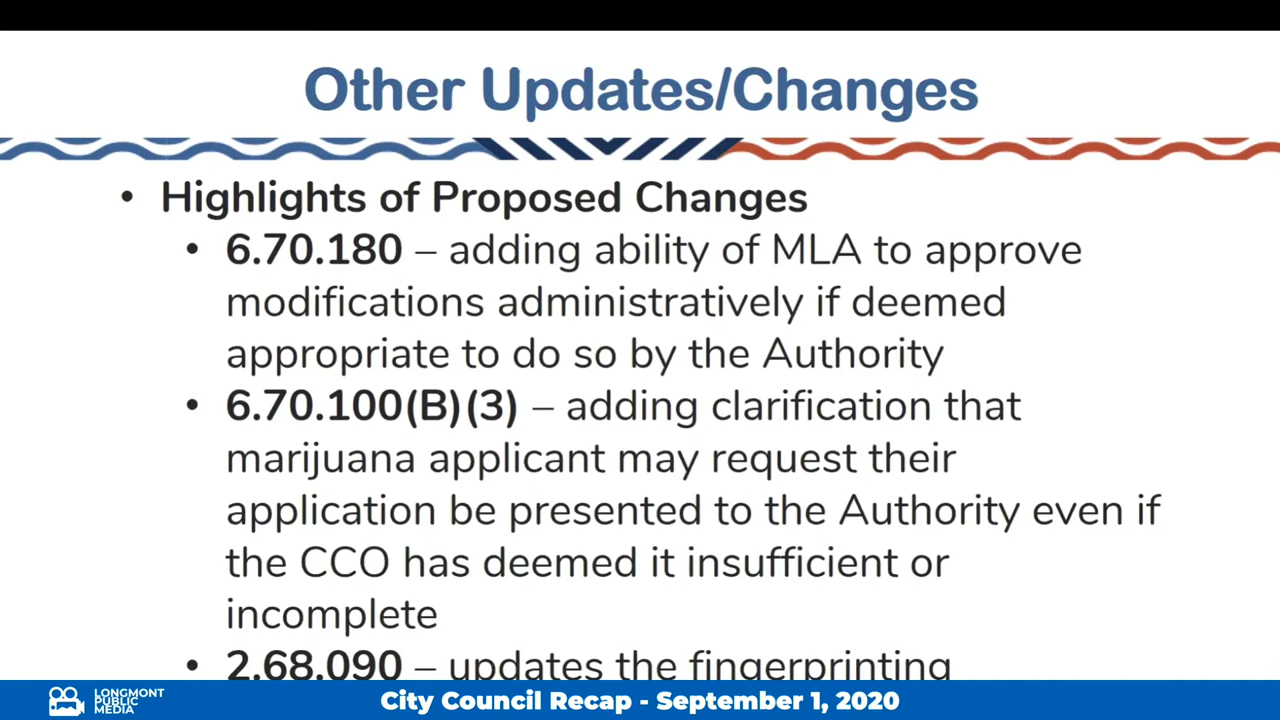 Other Updates/Changes
• Highlights of Proposed Changes
• 6.70.180 – adding ability of MLA to approve
modifications administratively if deemed
appropriate to do so by the Authority
• 6.70.100(B)(3) – adding clarification that
marijuana applicant may request their
application be presented to the Authority even if
the CCO has deemed it insufficient or
incomplete
• 2.68.090 – updates the fingerprinting
LONGMONT
PUBLIC
MEDIA
City Council Recap - September 1, 2020